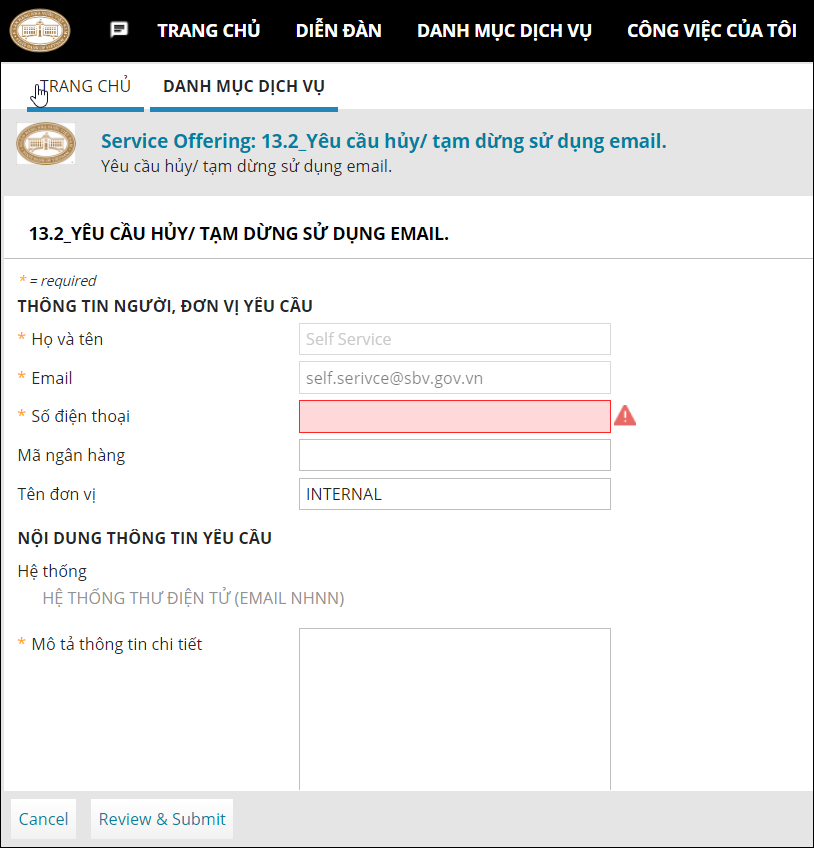 TRANG CHỦ DIỄN ĐÀN DANH MỤC DỊCH VỤ CÔNG VIỆC CỦA TÔI
TRANG CHỦ DANH MỤC DỊCH VỤ
Service Offering: 13.2_Yêu cầu hủy/ tạm dừng sử dụng email.
Yêu cầu hủy/ tạm dừng sử dụng email.
13.2_YÊU CẦU HỦY/ TẠM DỪNG SỬ DỤNG EMAIL.
* = required
THÔNG TIN NGƯỜI, ĐƠN VỊ YÊU CẦU
* Họ và tên Self Service
* Email self.serivce@sbv.gov.vn
* Số điện thoại
Mã ngân hàng
Tên đơn vị INTERNAL
NỘI DUNG THÔNG TIN YÊU CẦU
Hệ thống
HỆ THỐNG THƯ ĐIỆN TỬ (EMAIL NHNN)
* Mô tả thông tin chi tiết
Cancel Review & Submit